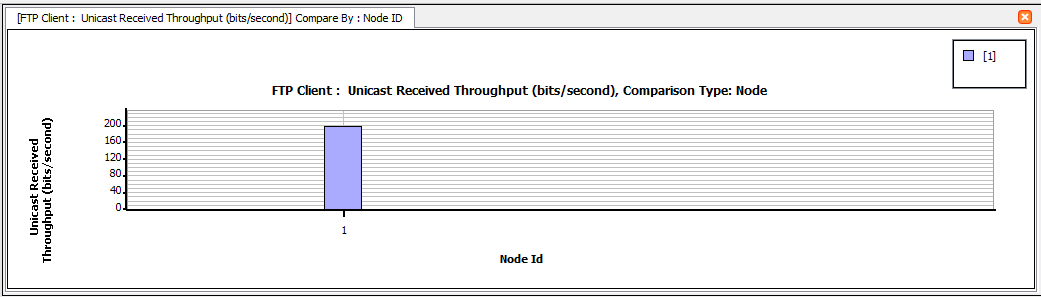 [FTP Client :  Unicast Received Throughput (bits/second)] Compare By : Node ID
[1]
FTP Client :  Unicast Received Throughput (bits/second), Comparison Type: Node
Unicast Received
Throughput (bits/second)
200
160
120
80
40
0
1
Node Id